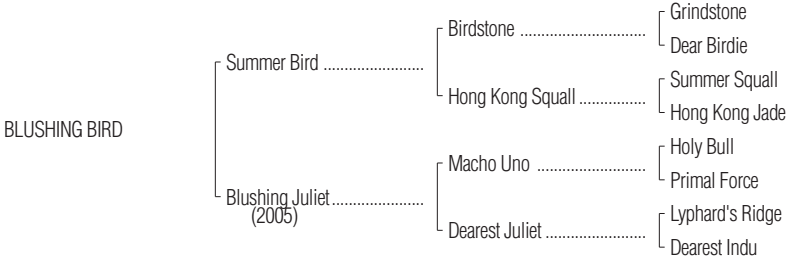 Grindstone
Birdstone ..............................
Dear Birdie
Summer Bird ........................
Summer Squall
Hong Kong Squall ................
Hong Kong Jade
BLUSHING BIRD
Holy Bull
Macho Uno ..........................
Primal Force
Blushing Juliet......................
(2005)
Lyphard's Ridge
Dearest Juliet ........................
Dearest Indu